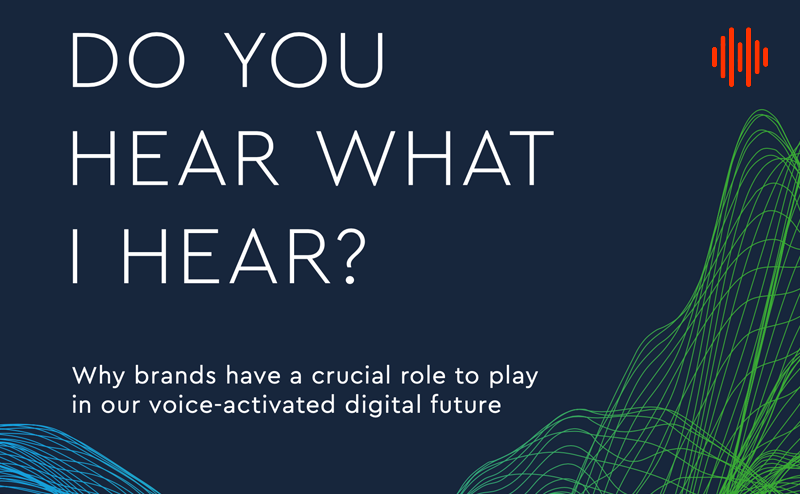 DO YOU
HEAR WHAT
I HEAR?
Why brands have a crucial role to play
in our voice-activated digital future